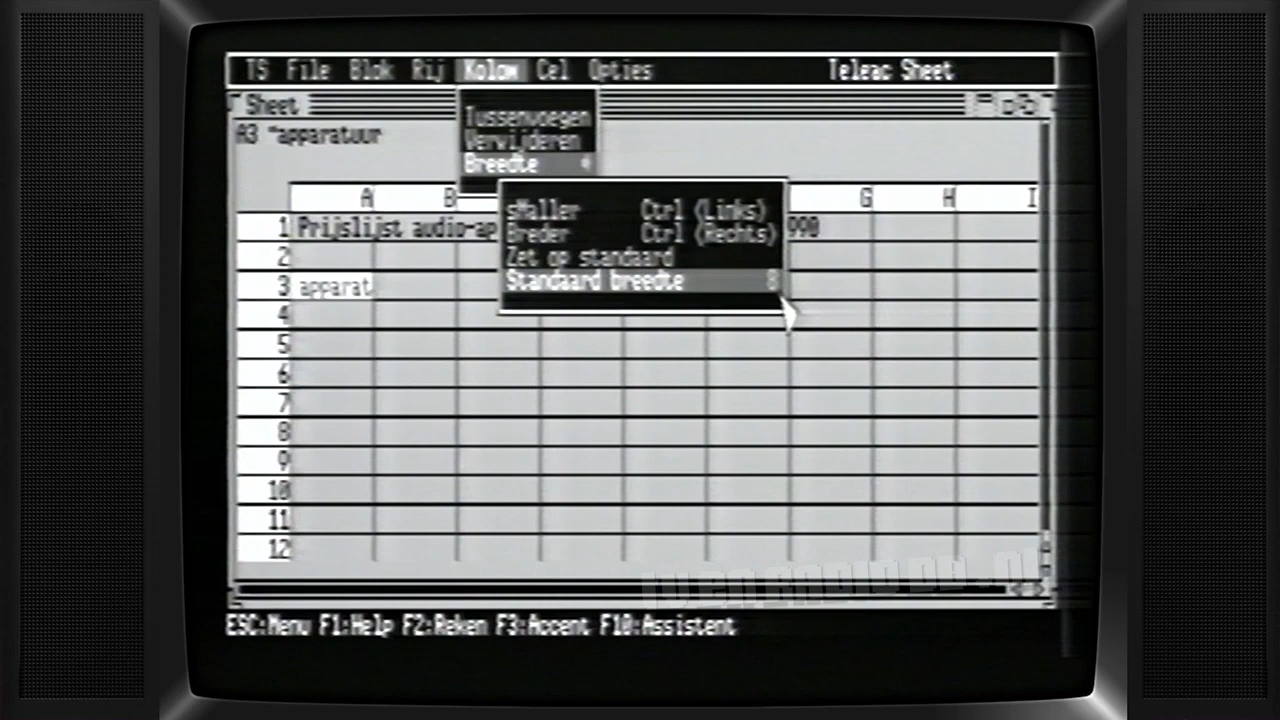 TS File Blok Rij Kolom Cel Opties Teleac Sheet
Sheet
A3 "apparatuur
Tussenvoegen
Verwijderen
Breedte
sMaller Ctrl (Links)
Breder Ctrl (Rechts)
Zet op standaard
Standaard breedte 8
A B G H I
1 Prijslijst audio-ap 990
2
3 apparat
4
5
6
7
8
9
10
11
12
ESC:Menu F1:Help F2:Reken F3:Accent F10:Assistent